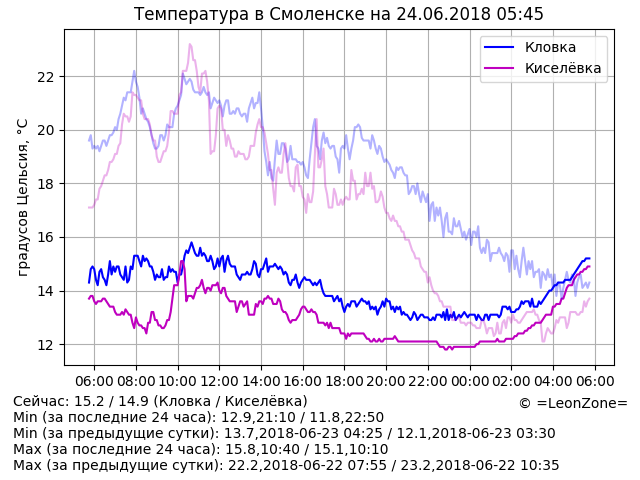 Температура в Смоленске на 24.06.2018 05:45
градусов Цельсия, °C
22
20
18
16
14
12
Кловка
Киселёвка
06:00 08:00 10:00 12:00 14:00 16:00 18:00 20:00 22:00 00:00 02:00 04:00 06:00
Сейчас: 15.2 / 14.9 (Кловка / Киселёвка)
© =LeonZone=
Min (за последние 24 часа): 12.9,21:10 / 11.8,22:50
Min (за предыдущие сутки): 13.7,2018-06-23 04:25 / 12.1,2018-06-23 03:30
Max (за последние 24 часа): 15.8,10:40 / 15.1,10:10
Max (за предыдущие сутки): 22.2,2018-06-22 07:55 / 23.2,2018-06-22 10:35